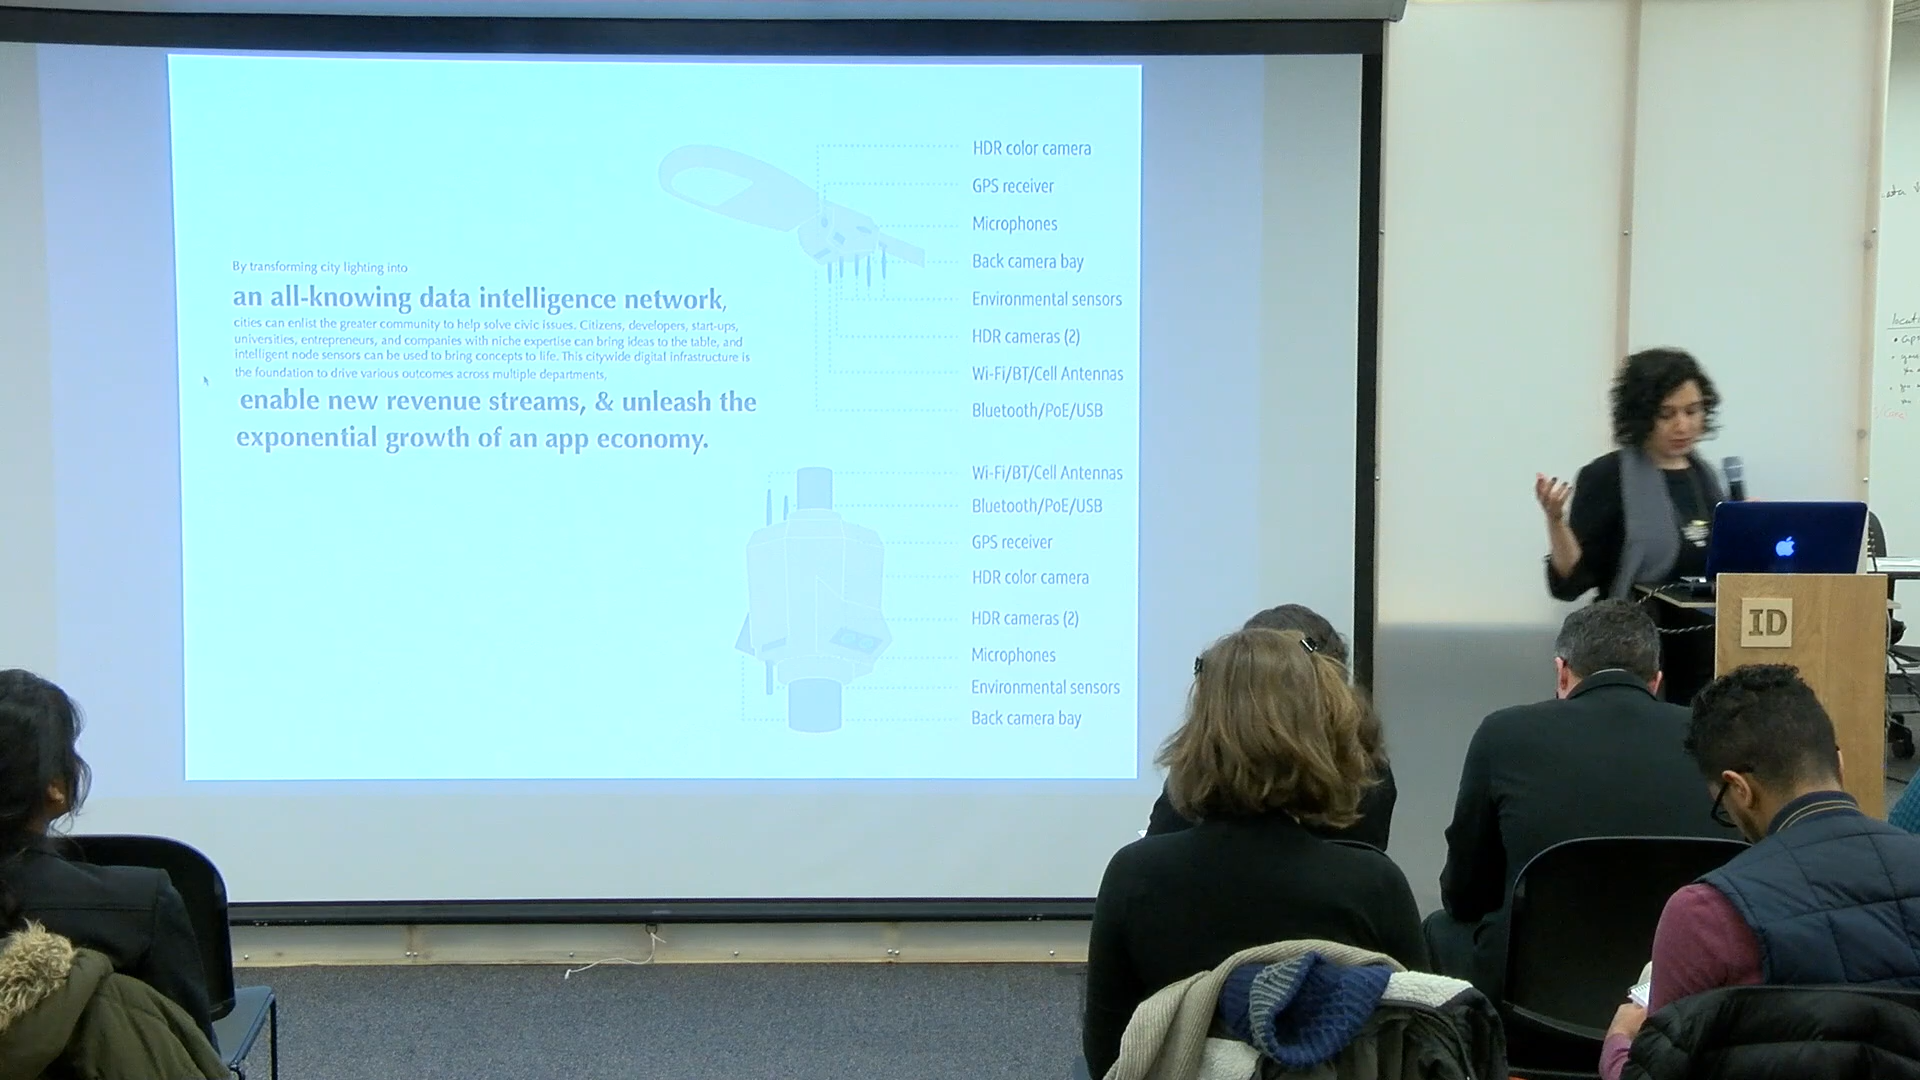 By transforming city lighting into
an all-knowing data intelligence network,
cities can enlist the greater community to help solve civic issues. Citizens, developers, start-ups,
universities, entrepreneurs, and companies with niche expertise can bring ideas to the table, and
intelligent node sensors can be used to bring concepts to life. This citywide digital infrastructure is
the foundation to drive various outcomes across multiple departments,
enable new revenue streams, & unleash the
exponential growth of an app economy.
HDR color camera
GPS receiver
Microphones
Back camera bay
Environmental sensors
HDR cameras (2)
Wi-Fi/BT/Cell Antennas
Bluetooth/PoE/USB
Wi-Fi/BT/Cell Antennas
Bluetooth/PoE/USB
GPS receiver
HDR color camera
HDR cameras (2)
Microphones
Environmental sensors
Back camera bay
ID